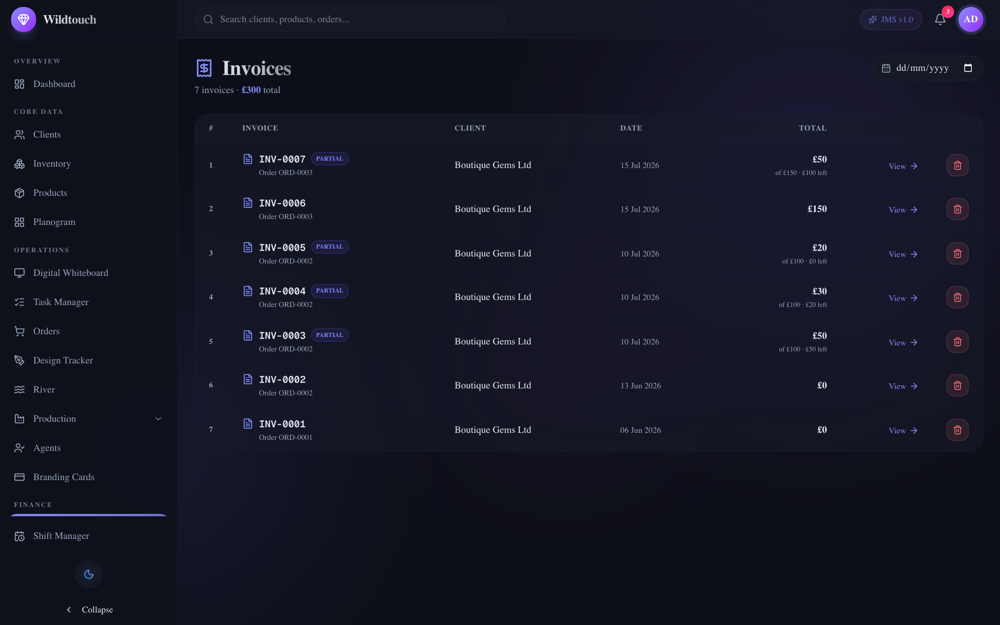 Wildtouch
Search clients, products, orders...
JMS v1.0
3
AD
OVERVIEW
Dashboard
CORE DATA
Clients
Inventory
Products
Planogram
OPERATIONS
Digital Whiteboard
Task Manager
Orders
Design Tracker
River
Production
Agents
Branding Cards
FINANCE
Shift Manager
Collapse
Invoices
7 invoices · £300 total
dd/mm/yyyy
# INVOICE CLIENT DATE TOTAL
1 INV-0007 PARTIAL Boutique Gems Ltd 15 Jul 2026 £50 View
Order ORD-0003 of £150 · £100 left
2 INV-0006 Boutique Gems Ltd 15 Jul 2026 £150 View
Order ORD-0003
3 INV-0005 PARTIAL Boutique Gems Ltd 10 Jul 2026 £20 View
Order ORD-0002 of £100 · £0 left
4 INV-0004 PARTIAL Boutique Gems Ltd 10 Jul 2026 £30 View
Order ORD-0002 of £100 · £20 left
5 INV-0003 PARTIAL Boutique Gems Ltd 10 Jul 2026 £50 View
Order ORD-0002 of £100 · £50 left
6 INV-0002 Boutique Gems Ltd 13 Jun 2026 £0 View
Order ORD-0002
7 INV-0001 Boutique Gems Ltd 06 Jun 2026 £0 View
Order ORD-0001